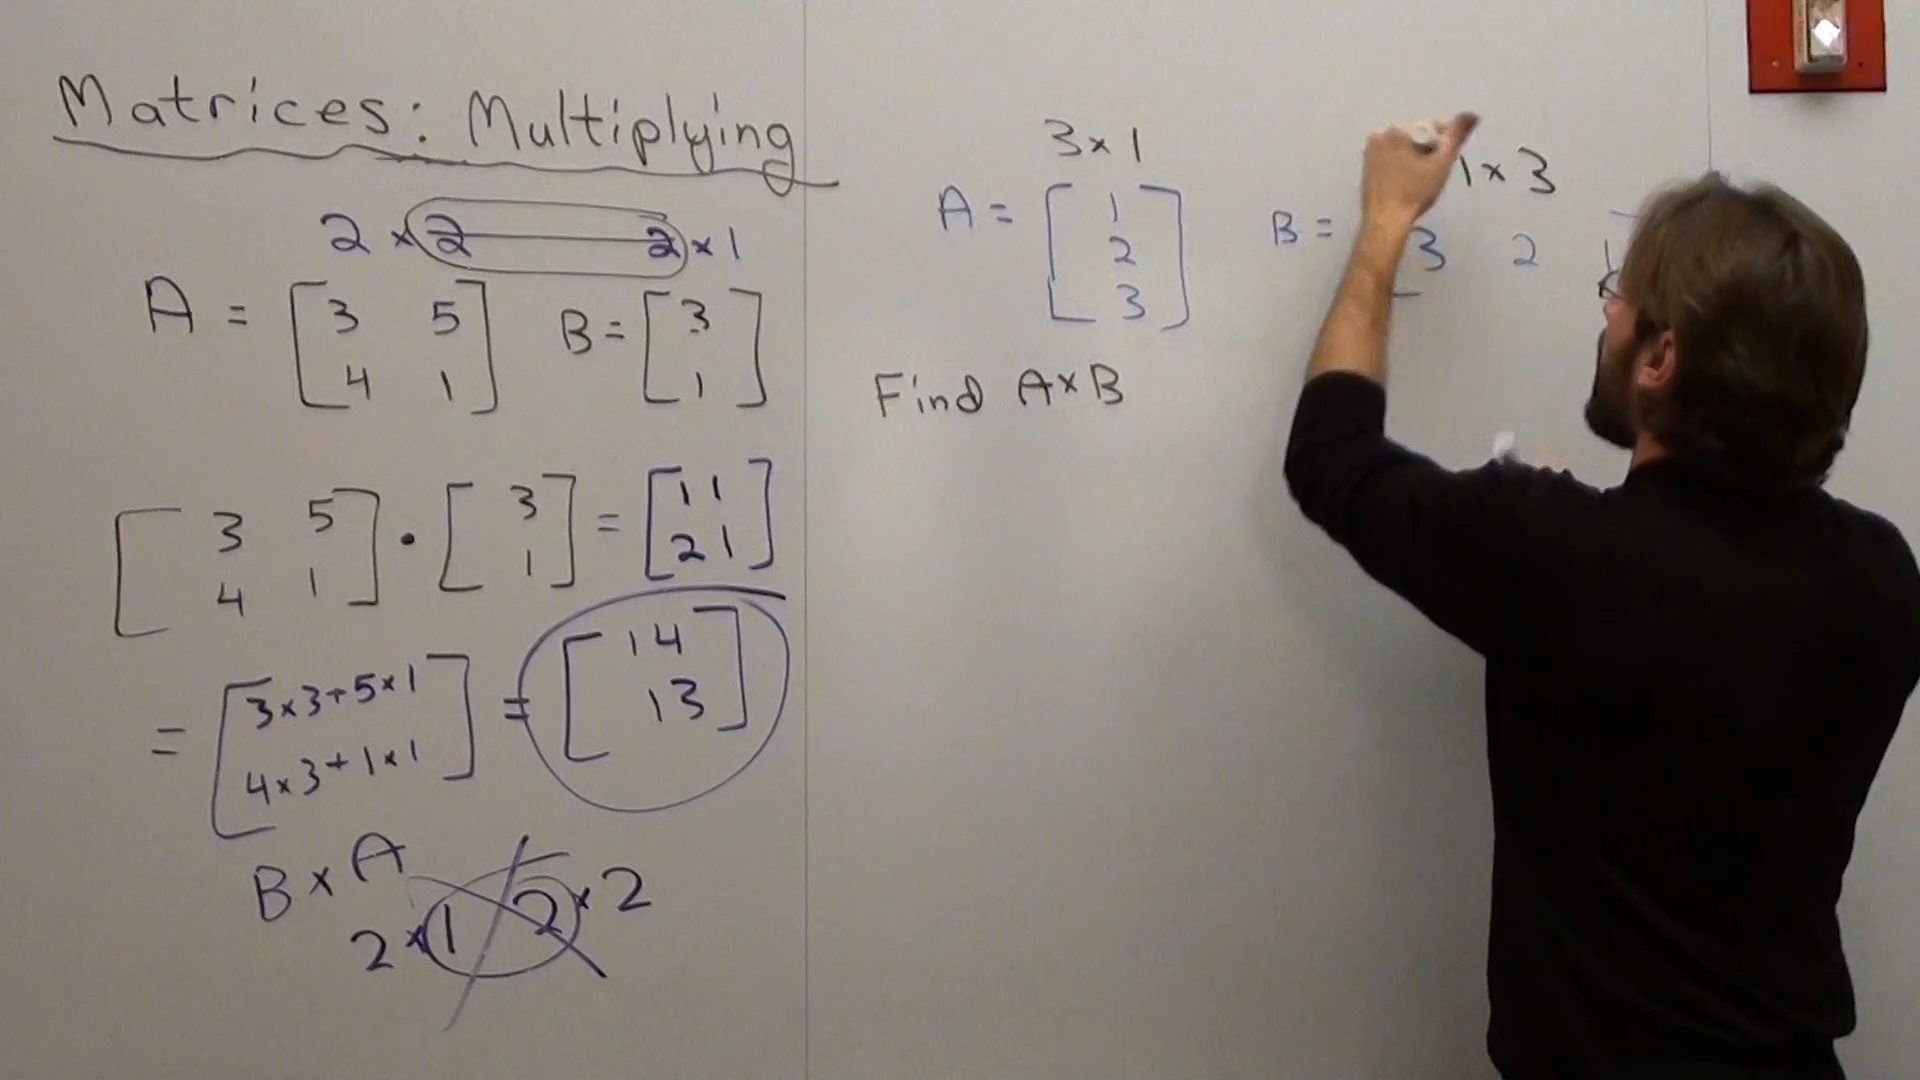 Matrices: Multiplying
2 × 2 2 × 1
A = [3 5 B = [3
4 1] 1]
[3 5 • [3 = [11
4 1] 1] 21]
= [3×3+5×1 = [14
4×3+1×1] 13]
B × A
2 × 1 2 × 2
3 × 1
A = [1
2
3]
1 × 3
B = 3 2 1
Find A×B